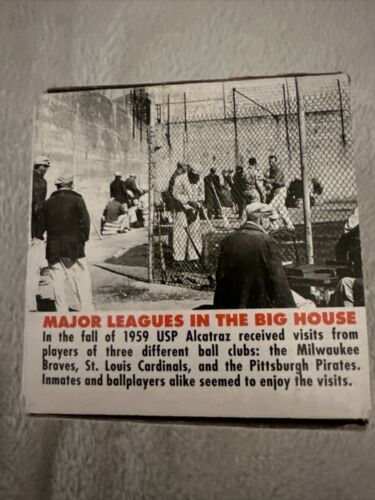 MAJOR LEAGUES IN THE BIG HOUSE
In the fall of 1959 USP Alcatraz received visits from
players of three different ball clubs: the Milwaukee
Braves, St. Louis Cardinals, and the Pittsburgh Pirates.
Inmates and ballplayers alike seemed to enjoy the visits.